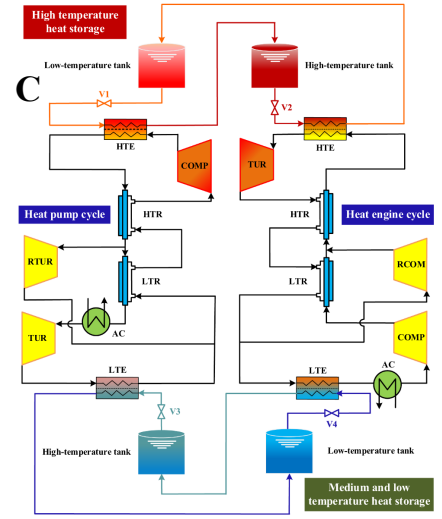 High temperature
heat storage
Low-temperature tank
High-temperature tank
C
V1
V2
HTE
HTE
COMP
TUR
HTR
HTR
Heat pump cycle
Heat engine cycle
RTUR
RCOM
LTR
LTR
TUR
AC
COMP
LTE
LTE
AC
V3
V4
High-temperature tank
Low-temperature tank
Medium and low
temperature heat storage